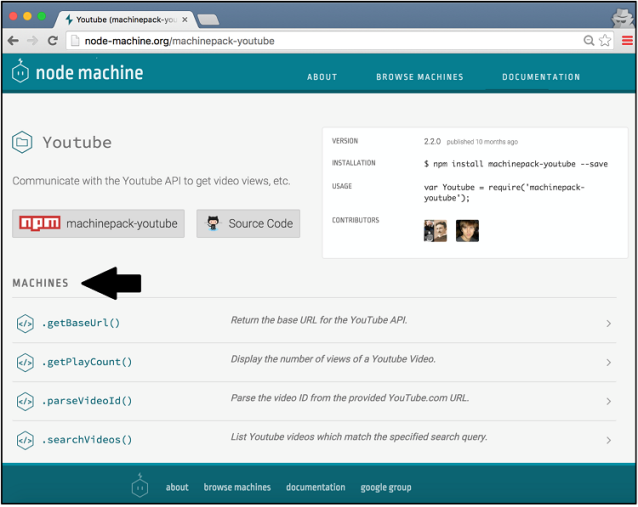 Youtube (machinepack-you
node-machine.org/machinepack-youtube
node machine
ABOUT BROWSE MACHINES DOCUMENTATION
Youtube
Communicate with the Youtube API to get video views, etc.
npm machinepack-youtube Source Code
VERSION 2.2.0 published 10 months ago
INSTALLATION $ npm install machinepack-youtube --save
USAGE var Youtube = require('machinepack-
youtube');
CONTRIBUTORS
MACHINES
.getBaseUrl() Return the base URL for the YouTube API.
.getPlayCount() Display the number of views of a Youtube Video.
.parseVideoId() Parse the video ID from the provided YouTube.com URL.
.searchVideos() List Youtube videos which match the specified search query.
about browse machines documentation google group